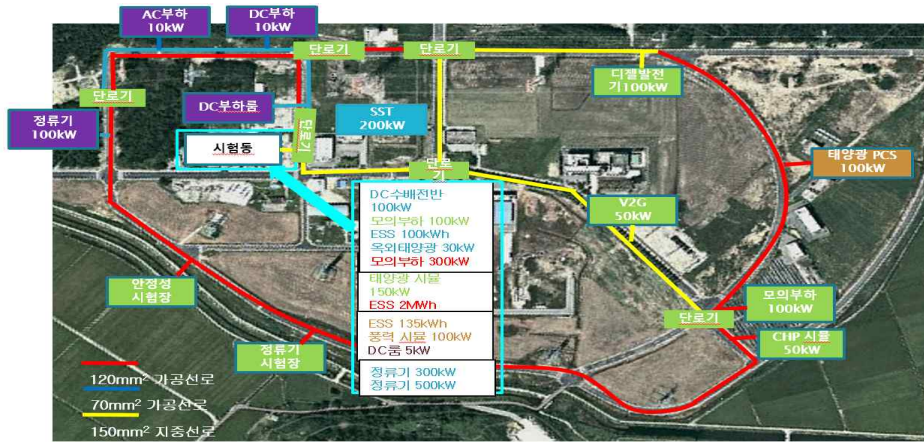 AC부하
10kW
DC부하
10kW
단로기
단로기
디젤발전
기100kW
단로기
DC부하룸
SST
200kW
정류기
100kW
시험동
단로기
단로
기
태양광 PCS
100kW
DC수배전반
100kW
모의부하 100kW
ESS 100kWh
옥외태양광 30kW
모의부하 300kW
V2G
50kW
태양광 시뮬
150kW
ESS 2MWh
안정성
시험장
모의부하
100kW
단로기
ESS 135kWh
풍력 시뮬 100kW
DC룸 5kW
CHP 시뮬
50kW
정류기
시험장
정류기 300kW
정류기 500kW
120mm² 가공선로
70mm² 가공선로
150mm² 지중선로